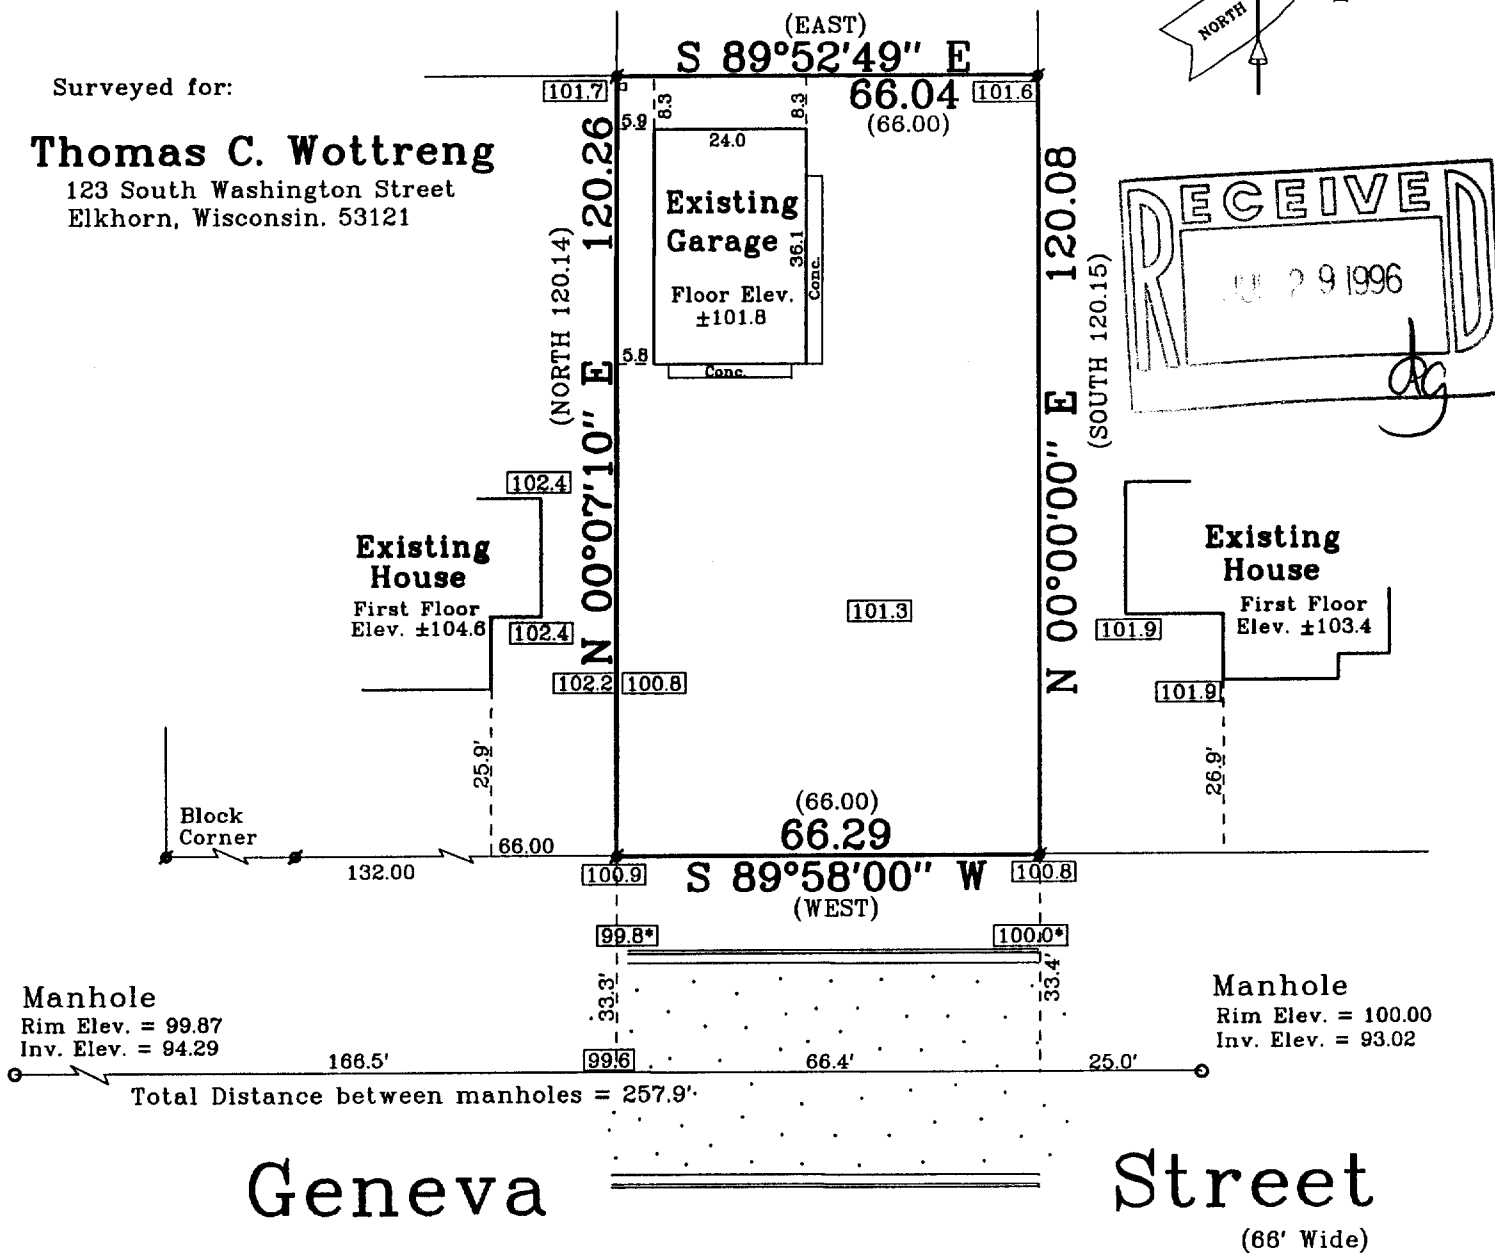 (EAST)
S 89°52'49" E
66.04
(66.00)
NORTH
Surveyed for:
Thomas C. Wottreng
123 South Washington Street
Elkhorn, Wisconsin. 53121
101.7
101.6
8.3
8.3
5.9
24.0
Existing
Garage
36.1
Conc.
Floor Elev.
±101.8
5.8
Conc.
N 00°07'10" E 120.26
(NORTH 120.14)
N 00°00'00" E 120.08
(SOUTH 120.15)
RECEIVED
JUL 29 1996
dg
102.4
Existing
House
First Floor
Elev. ±104.6
102.4
102.2
100.8
101.3
Existing
House
First Floor
Elev. ±103.4
101.9
101.9
25.9'
26.9'
Block
Corner
132.00
66.00
(66.00)
66.29
100.9
S 89°58'00" W
100.8
(WEST)
99.8*
100.0*
33.3'
33.4'
Manhole
Rim Elev. = 99.87
Inv. Elev. = 94.29
Manhole
Rim Elev. = 100.00
Inv. Elev. = 93.02
166.5'
99.6
66.4'
25.0'
Total Distance between manholes = 257.9'
Geneva Street
(66' Wide)